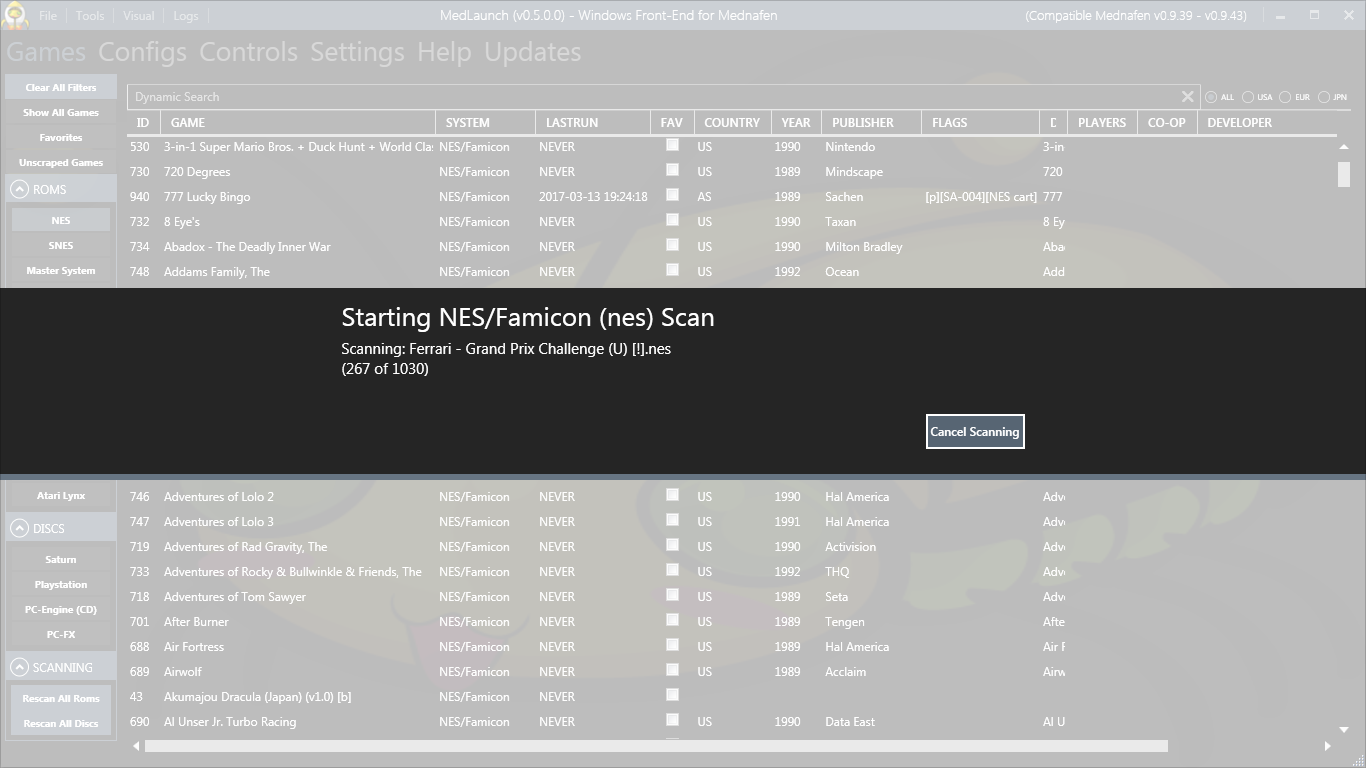 File Tools Visual Logs MedLaunch (v0.5.0.0) - Windows Front-End for Mednafen (Compatible Mednafen v0.9.39 - v0.9.43)
Games Configs Controls Settings Help Updates
Clear All Filters
Show All Games
Favorites
Unscraped Games
ROMS
NES
SNES
Master System
Dynamic Search ALL USA EUR JPN
ID GAME SYSTEM LASTRUN FAV COUNTRY YEAR PUBLISHER FLAGS D PLAYERS CO-OP DEVELOPER
530 3-in-1 Super Mario Bros. + Duck Hunt + World Clas NES/Famicon NEVER US 1990 Nintendo 3-in
730 720 Degrees NES/Famicon NEVER US 1989 Mindscape 720
940 777 Lucky Bingo NES/Famicon 2017-03-13 19:24:18 AS 1989 Sachen [p][SA-004][NES cart] 777
732 8 Eye's NES/Famicon NEVER US 1990 Taxan 8 Ey
734 Abadox - The Deadly Inner War NES/Famicon NEVER US 1990 Milton Bradley Aba
748 Addams Family, The NES/Famicon NEVER US 1992 Ocean Add
Starting NES/Famicon (nes) Scan
Scanning: Ferrari - Grand Prix Challenge (U) [!].nes
(267 of 1030)
Cancel Scanning
Atari Lynx
DISCS
Saturn
Playstation
PC-Engine (CD)
PC-FX
SCANNING
Rescan All Roms
Rescan All Discs
746 Adventures of Lolo 2 NES/Famicon NEVER US 1990 Hal America Adv
747 Adventures of Lolo 3 NES/Famicon NEVER US 1991 Hal America Adv
719 Adventures of Rad Gravity, The NES/Famicon NEVER US 1990 Activision Adv
733 Adventures of Rocky & Bullwinkle & Friends, The NES/Famicon NEVER US 1992 THQ Adv
718 Adventures of Tom Sawyer NES/Famicon NEVER US 1989 Seta Adv
701 After Burner NES/Famicon NEVER US 1989 Tengen Afte
688 Air Fortress NES/Famicon NEVER US 1989 Hal America Air F
689 Airwolf NES/Famicon NEVER US 1989 Acclaim Airw
43 Akumajou Dracula (Japan) (v1.0) [b] NES/Famicon NEVER
690 Al Unser Jr. Turbo Racing NES/Famicon NEVER US 1990 Data East Al U